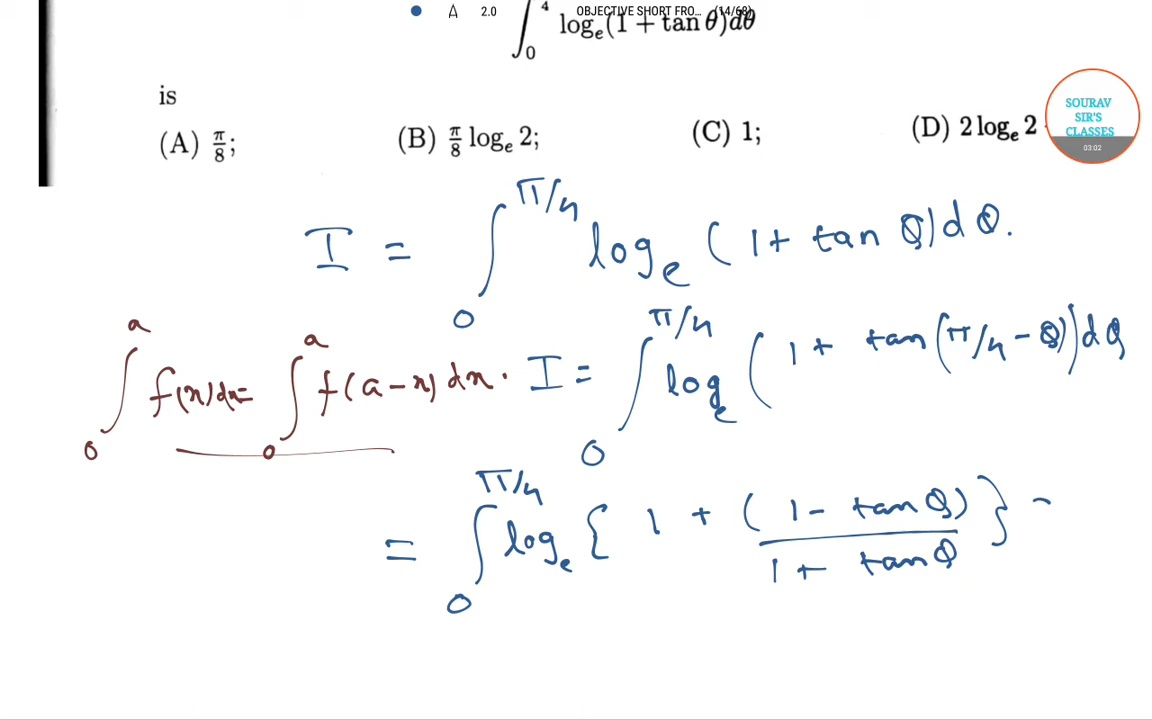 A 2.0 OBJECTIVE SHORT FRO... (14/68)
∫₀⁴ logₑ(1 + tan θ)dθ
is
(A) π/8; (B) π/8 logₑ 2; (C) 1; (D) 2 logₑ 2
SOURAV
SIR'S
CLASSES
03:02
I = ∫₀^{π/4} logₑ (1 + tan θ) dθ.
∫₀^a f(x)dx = ∫₀^a f(a-x) dx. I = ∫₀^{π/4} logₑ (1 + tan(π/4 - θ)) dθ
= ∫₀^{π/4} logₑ { 1 + (1 - tan θ)/(1 + tan θ) }